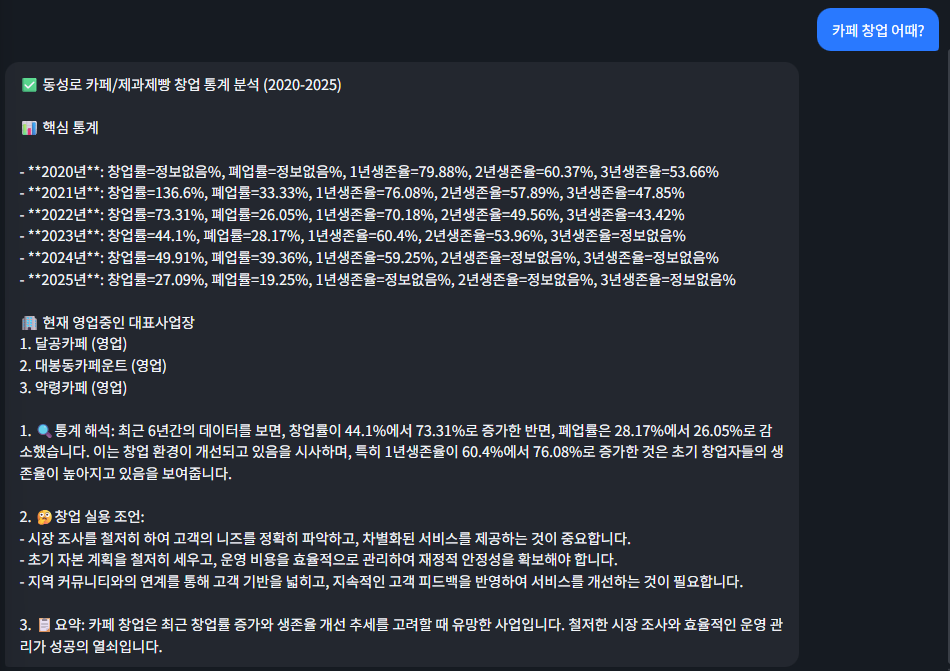 카페 창업 어때?
✅ 동성로 카페/제과제빵 창업 통계 분석 (2020-2025)
📊 핵심 통계
- **2020년**: 창업률=정보없음%, 폐업률=정보없음%, 1년생존율=79.88%, 2년생존율=60.37%, 3년생존율=53.66%
- **2021년**: 창업률=136.6%, 폐업률=33.33%, 1년생존율=76.08%, 2년생존율=57.89%, 3년생존율=47.85%
- **2022년**: 창업률=73.31%, 폐업률=26.05%, 1년생존율=70.18%, 2년생존율=49.56%, 3년생존율=43.42%
- **2023년**: 창업률=44.1%, 폐업률=28.17%, 1년생존율=60.4%, 2년생존율=53.96%, 3년생존율=정보없음%
- **2024년**: 창업률=49.91%, 폐업률=39.36%, 1년생존율=59.25%, 2년생존율=정보없음%, 3년생존율=정보없음%
- **2025년**: 창업률=27.09%, 폐업률=19.25%, 1년생존율=정보없음%, 2년생존율=정보없음%, 3년생존율=정보없음%
🏢 현재 영업중인 대표사업장
1. 달공카페 (영업)
2. 대봉동카페운트 (영업)
3. 약령카페 (영업)
1. 🔍 통계 해석: 최근 6년간의 데이터를 보면, 창업률이 44.1%에서 73.31%로 증가한 반면, 폐업률은 28.17%에서 26.05%로 감
소했습니다. 이는 창업 환경이 개선되고 있음을 시사하며, 특히 1년생존율이 60.4%에서 76.08%로 증가한 것은 초기 창업자들의 생
존율이 높아지고 있음을 보여줍니다.
2. 🤔 창업 실용 조언:
- 시장 조사를 철저히 하여 고객의 니즈를 정확히 파악하고, 차별화된 서비스를 제공하는 것이 중요합니다.
- 초기 자본 계획을 철저히 세우고, 운영 비용을 효율적으로 관리하여 재정적 안정성을 확보해야 합니다.
- 지역 커뮤니티와의 연계를 통해 고객 기반을 넓히고, 지속적인 고객 피드백을 반영하여 서비스를 개선하는 것이 필요합니다.
3. 📋 요약: 카페 창업은 최근 창업률 증가와 생존율 개선 추세를 고려할 때 유망한 사업입니다. 철저한 시장 조사와 효율적인 운영 관
리가 성공의 열쇠입니다.